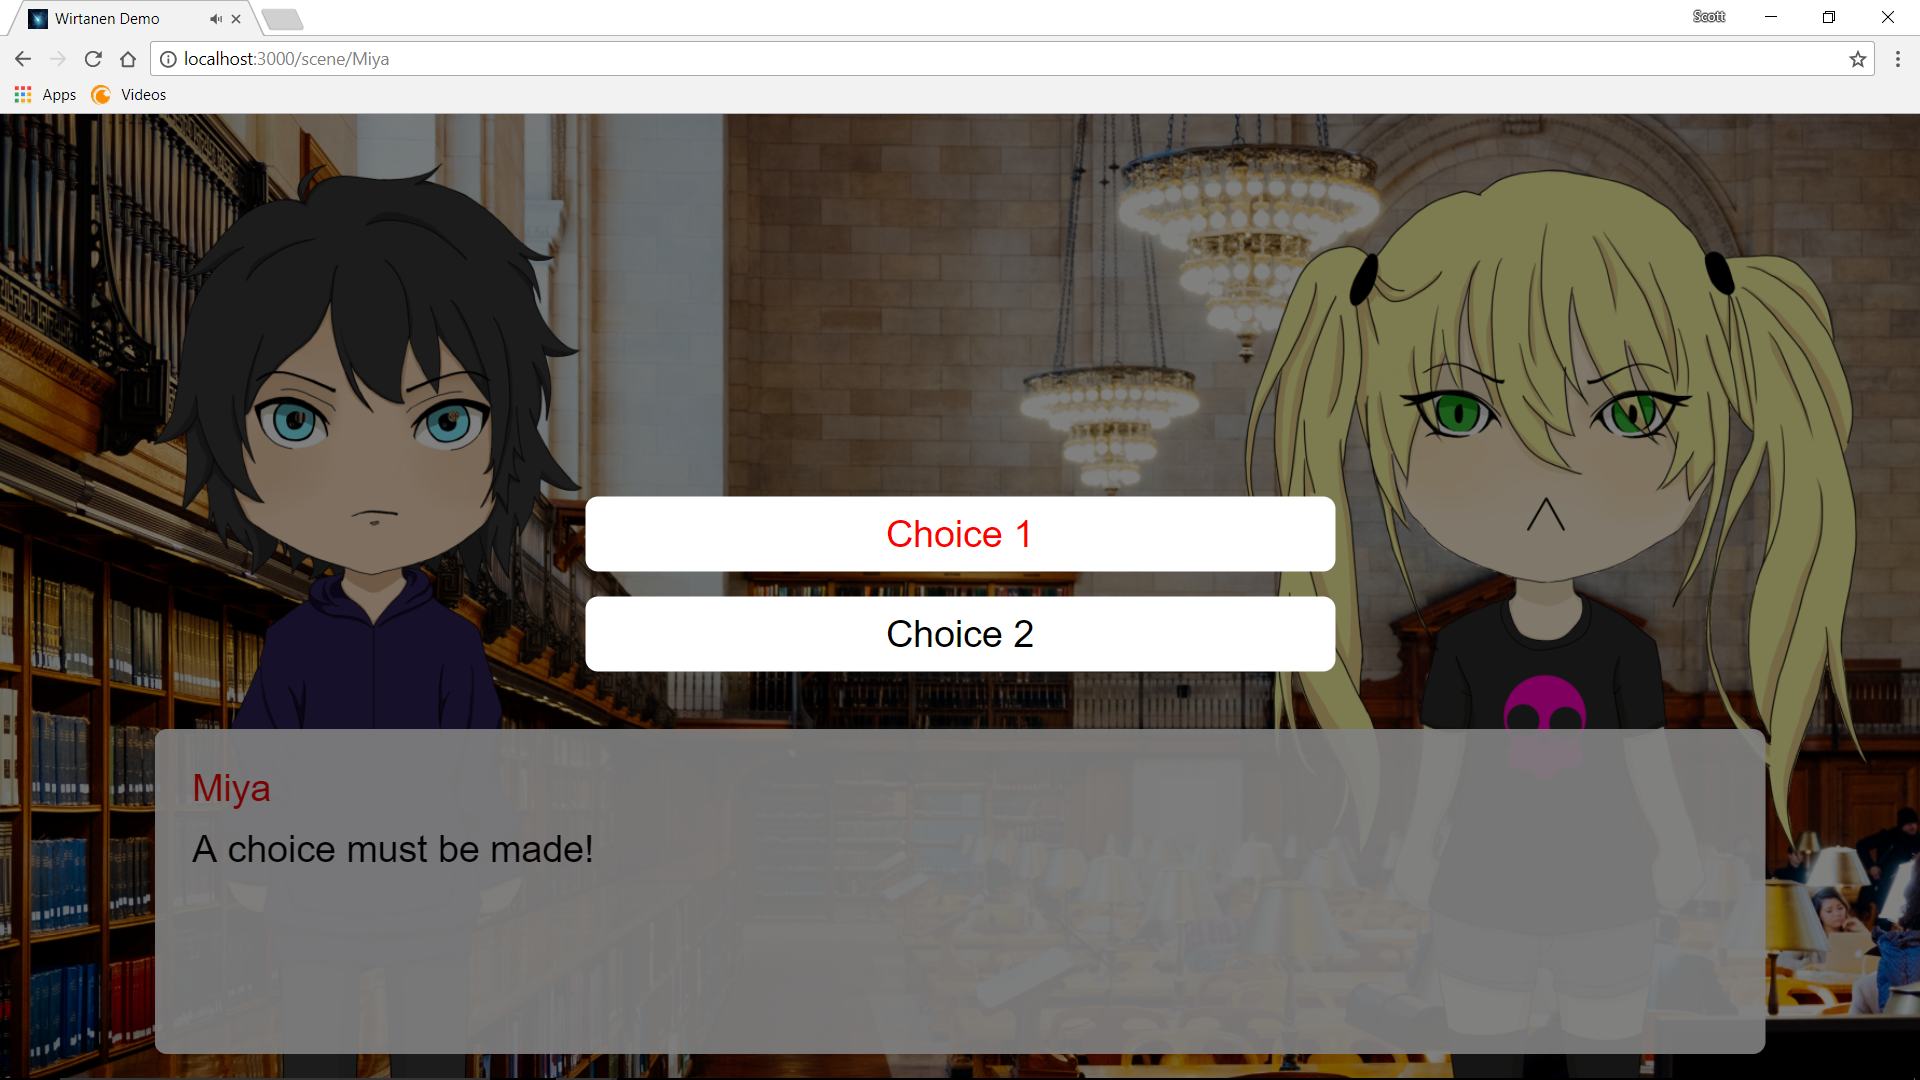 Wirtanen Demo
Scott
localhost:3000/scene/Miya
Apps
Videos
Choice 1
Choice 2
Miya
A choice must be made!